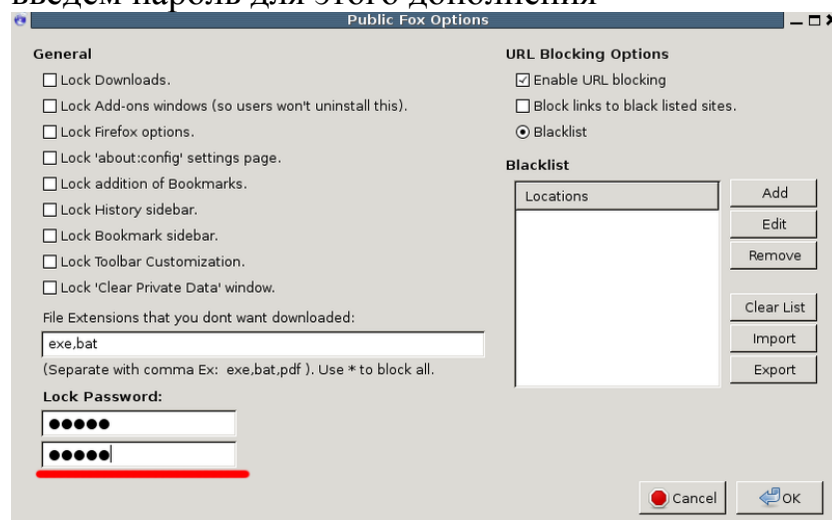 введем пароль для этого дополнения
Public Fox Options
General
Lock Downloads.
Lock Add-ons windows (so users won't uninstall this).
Lock Firefox options.
Lock 'about:config' settings page.
Lock addition of Bookmarks.
Lock History sidebar.
Lock Bookmark sidebar.
Lock Toolbar Customization.
Lock 'Clear Private Data' window.
File Extensions that you dont want downloaded:
exe,bat
(Separate with comma Ex: exe,bat,pdf ). Use * to block all.
Lock Password:
●●●●●
●●●●●
URL Blocking Options
Enable URL blocking
Block links to black listed sites.
Blacklist
Blacklist
Locations
Add
Edit
Remove
Clear List
Import
Export
Cancel
OK